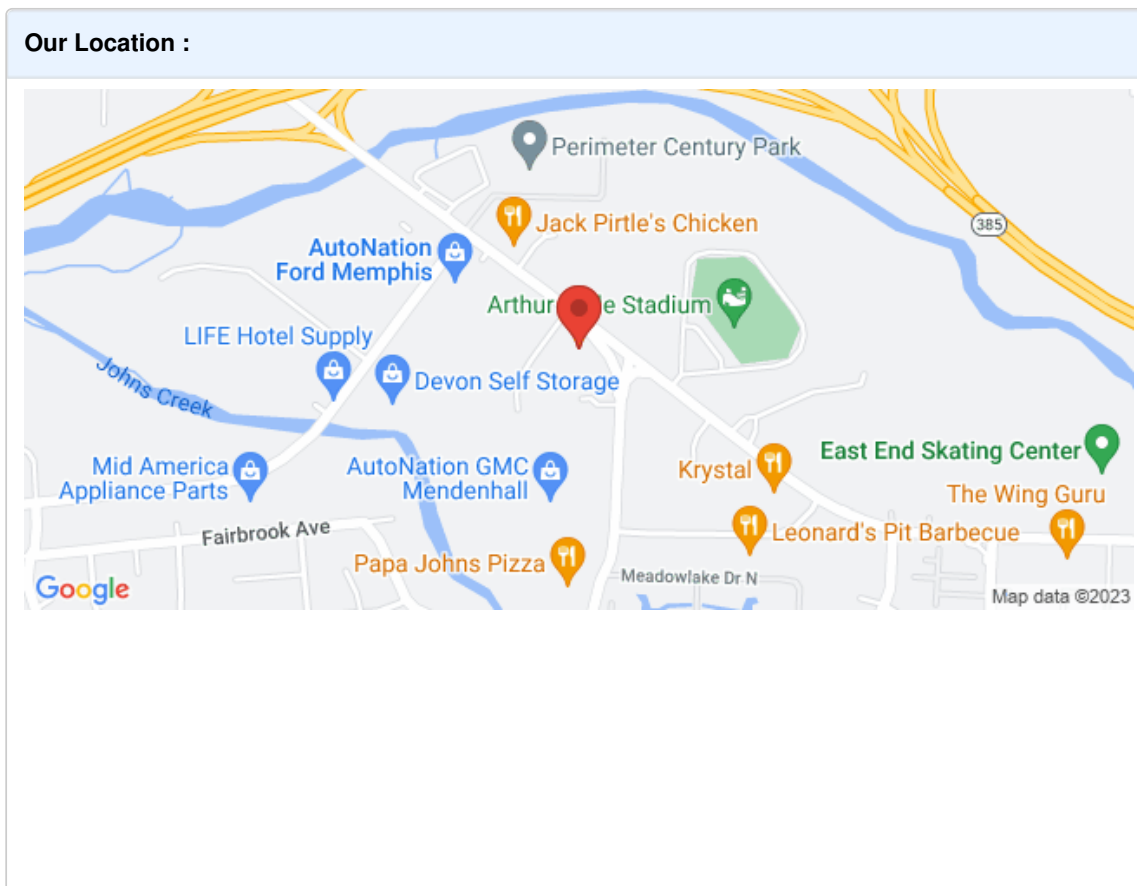 Our Location :
Perimeter Century Park
Jack Pirtle's Chicken
385
AutoNation
Ford Memphis
Arthur
le Stadium
LIFE Hotel Supply
Devon Self Storage
Johns Creek
East End Skating Center
Mid America
Appliance Parts
AutoNation GMC
Mendenhall
Krystal
The Wing Guru
Fairbrook Ave
Leonard's Pit Barbecue
Papa Johns Pizza
Meadowlake Dr N
Google
Map data ©2023